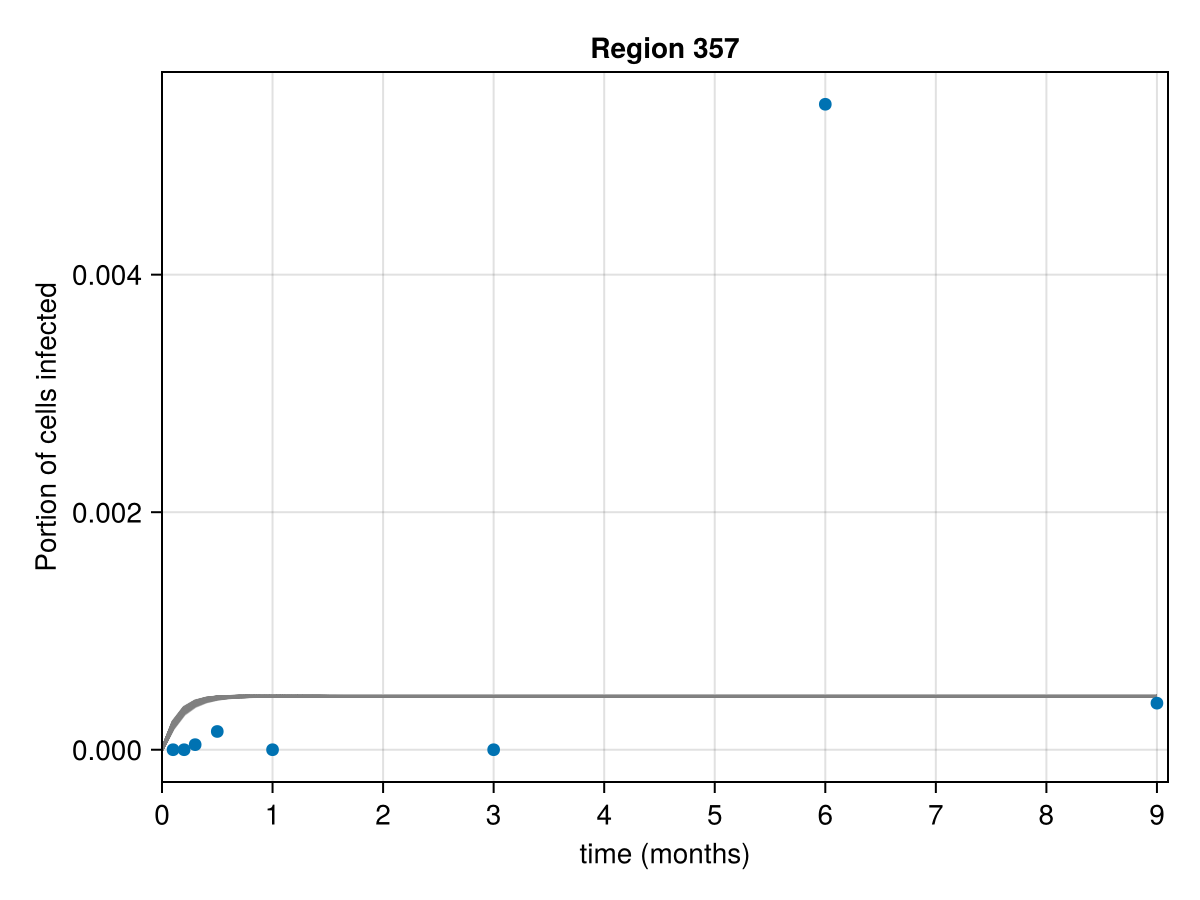 Region 357
Portion of cells infected
0.004
0.002
0.000
0 1 2 3 4 5 6 7 8 9
time (months)